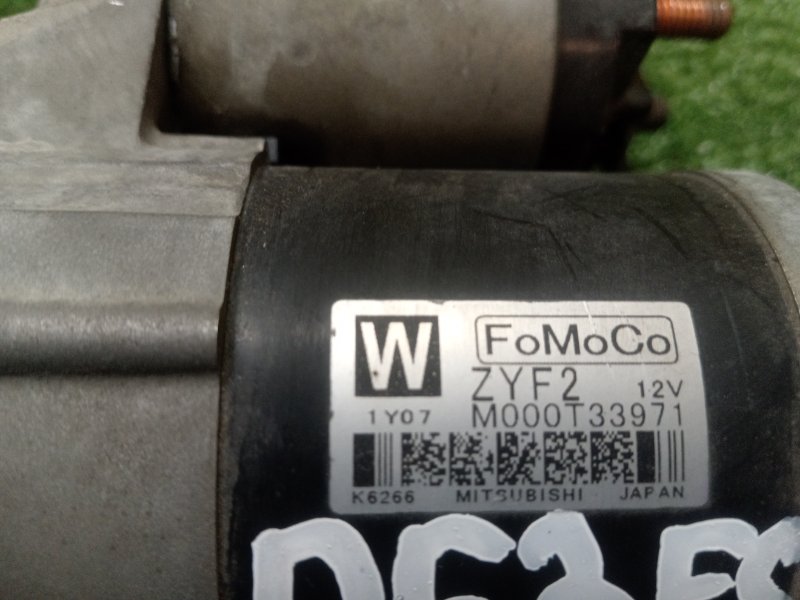 W FoMoCo
ZYF2 12V
1Y07 M000T33971
K6266 MITSUBISHI JAPAN